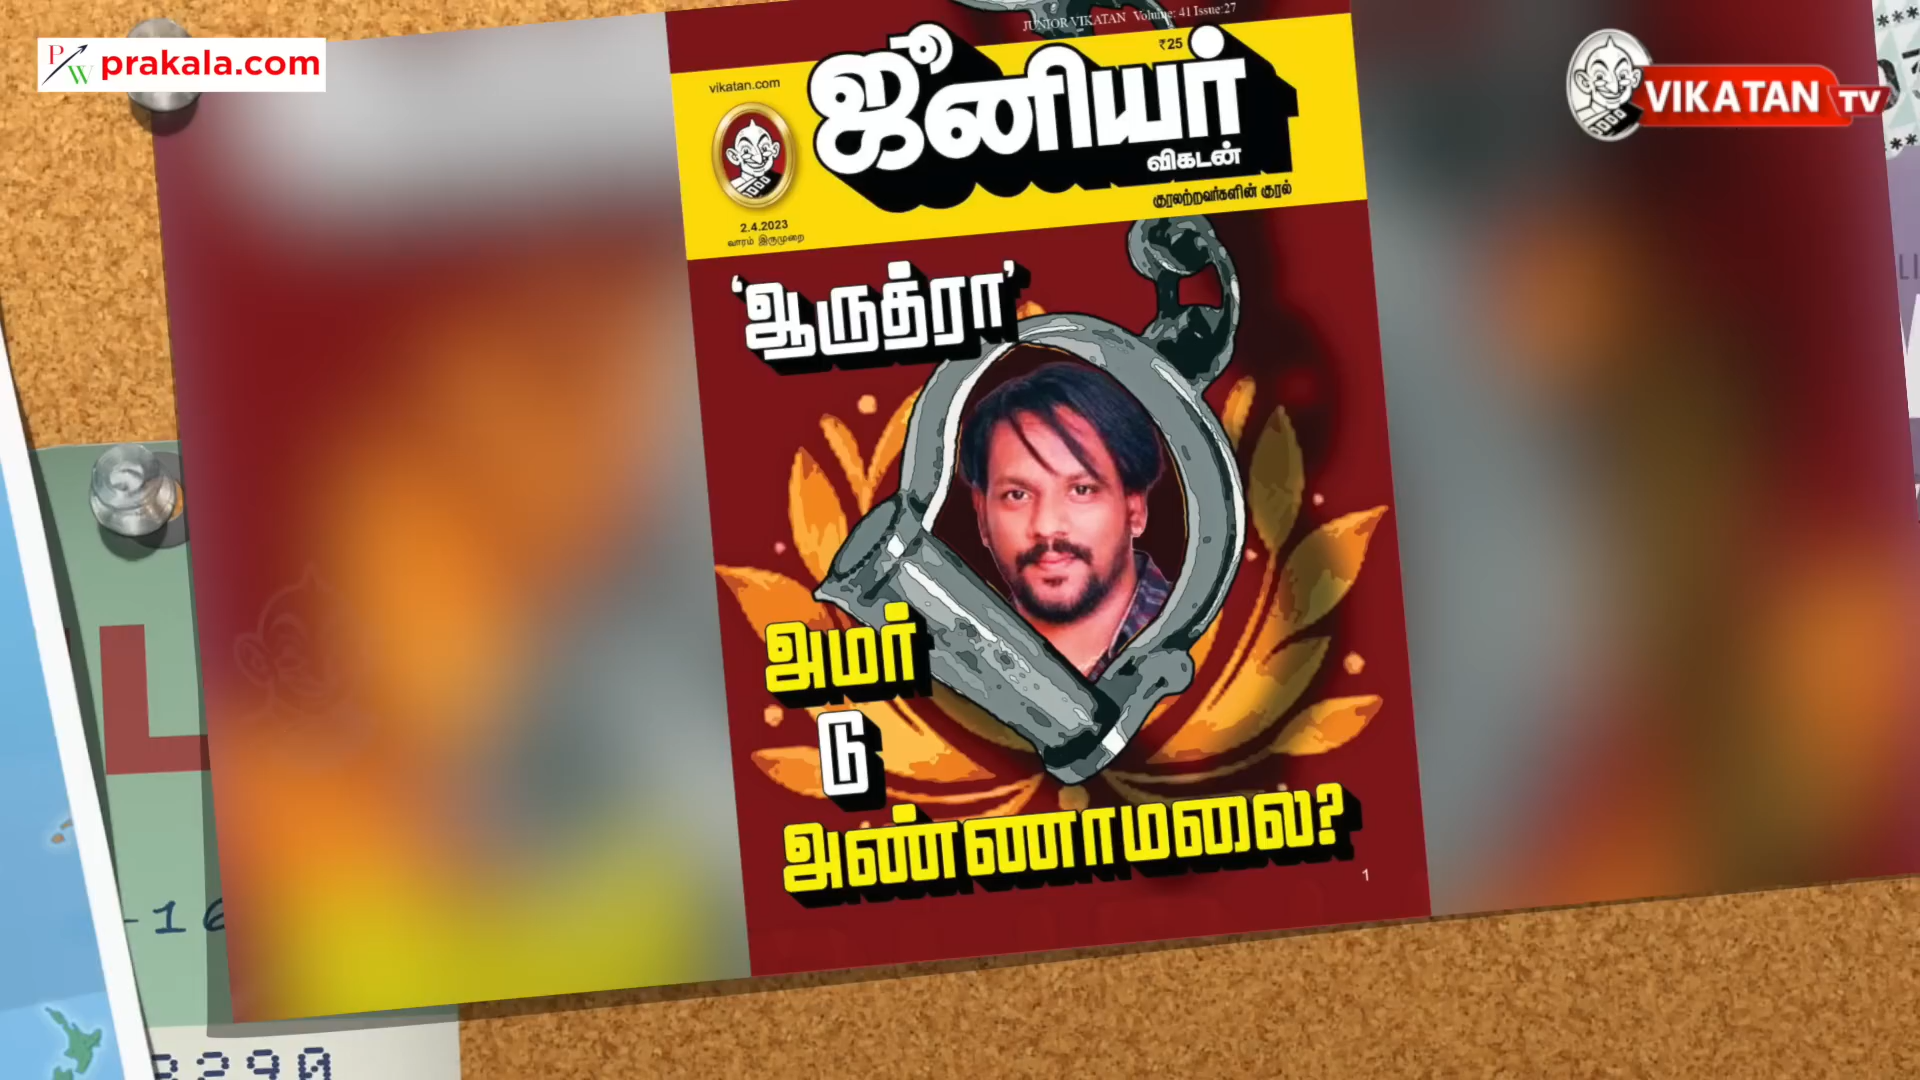 P W prakala.com
JUNIOR VIKATAN Volume: 41 Issue:27
₹25
vikatan.com
ஜூனியர்
விகடன்
குரலற்றவர்களின் குரல்
2.4.2023
வாரம் இருமுறை
VIKATAN TV
‘ஆருத்ரா’
அமர்
டு
அண்ணாமலை?
1
-16